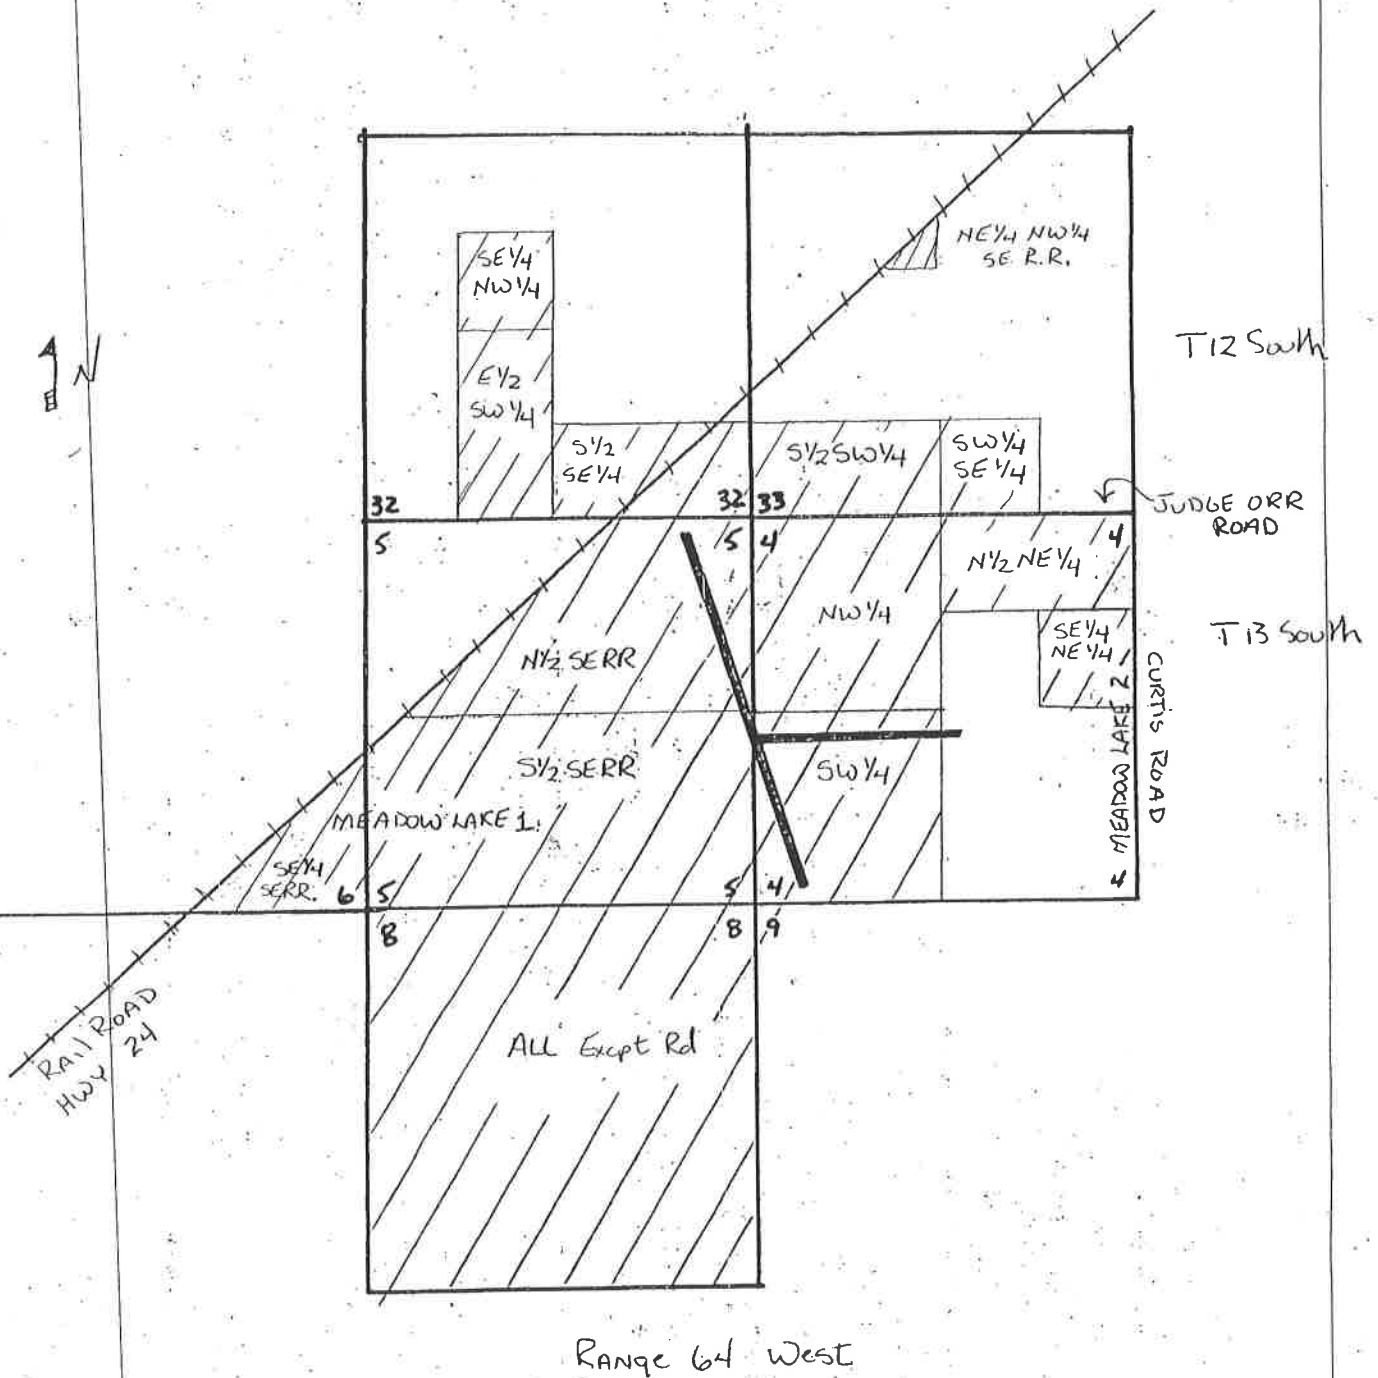 NE¼ NW¼
SE R.R.
SE¼
NW¼
T12 South
N
E½
SW¼
S½
SE¼
S½SW¼
SW¼
SE¼
32
32
33
JUDGE ORR
ROAD
5
5
4
4
N½ NE¼
NW¼
SE¼
NE¼
T13 South
N½ SERR
S½ SERR
SW¼
MEADOW LAKE 2
CURTIS ROAD
MEADOW LAKE 1.
SE¼
SERR.
6
5
5
4
4
8
8
9
RAIL ROAD
HWY 24
ALL Excpt Rd
RANGE 64 West